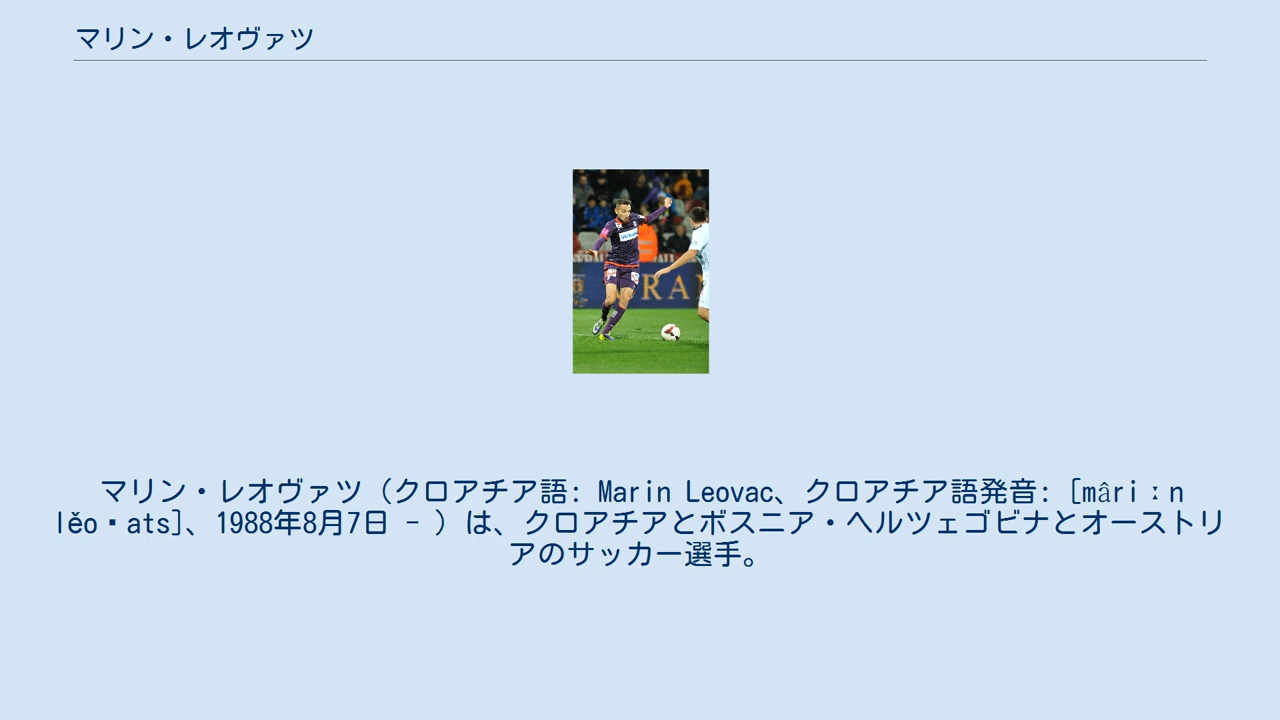 マリン・レオヴァツ
RA
マリン・レオヴァツ（クロアチア語: Marin Leovac、クロアチア語発音: [mâriːn
lěoʋats]、1988年8月7日 - ）は、クロアチアとボスニア・ヘルツェゴビナとオーストリ
アのサッカー選手。